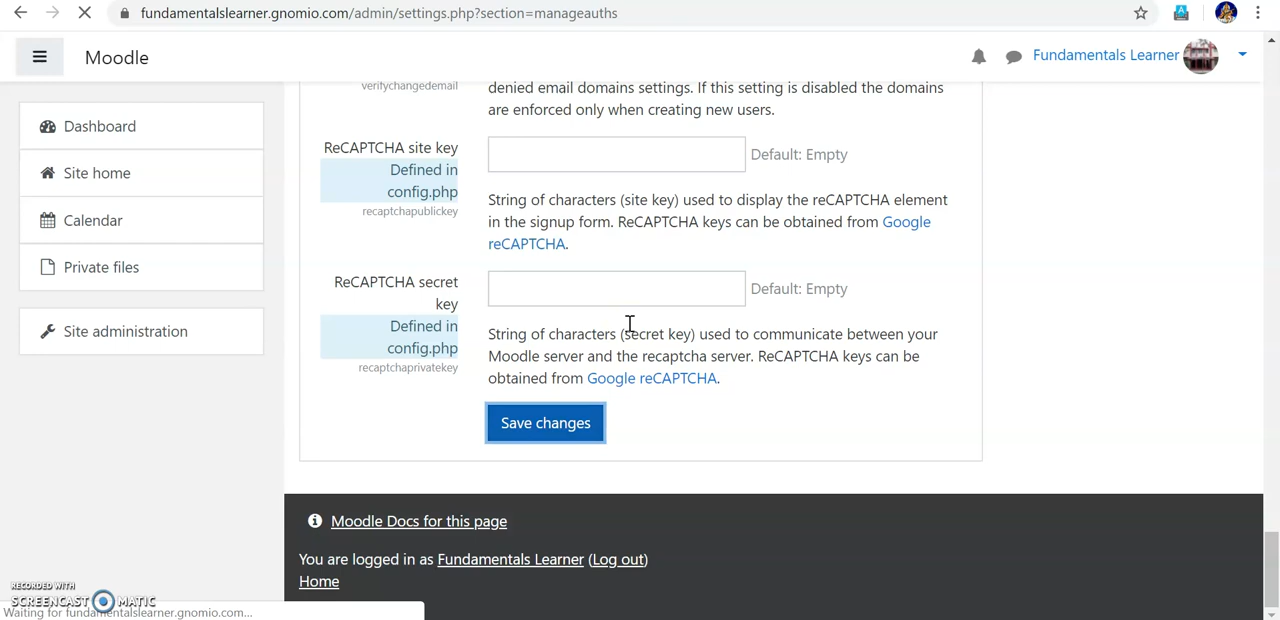 fundamentalslearner.gnomio.com/admin/settings.php?section=manageauths
Moodle
Fundamentals Learner
Dashboard
Site home
Calendar
Private files
Site administration
verifychangedemail
denied email domains settings. If this setting is disabled the domains
are enforced only when creating new users.
ReCAPTCHA site key
Defined in
config.php
recaptchapublickey
Default: Empty
String of characters (site key) used to display the reCAPTCHA element
in the signup form. ReCAPTCHA keys can be obtained from Google
reCAPTCHA.
ReCAPTCHA secret
key
Defined in
config.php
recaptchaprivatekey
Default: Empty
String of characters (secret key) used to communicate between your
Moodle server and the recaptcha server. ReCAPTCHA keys can be
obtained from Google reCAPTCHA.
Save changes
Moodle Docs for this page
You are logged in as Fundamentals Learner (Log out)
Home
RECORDED WITH
SCREENCAST MATIC
Waiting for fundamentalslearner.gnomio.com...